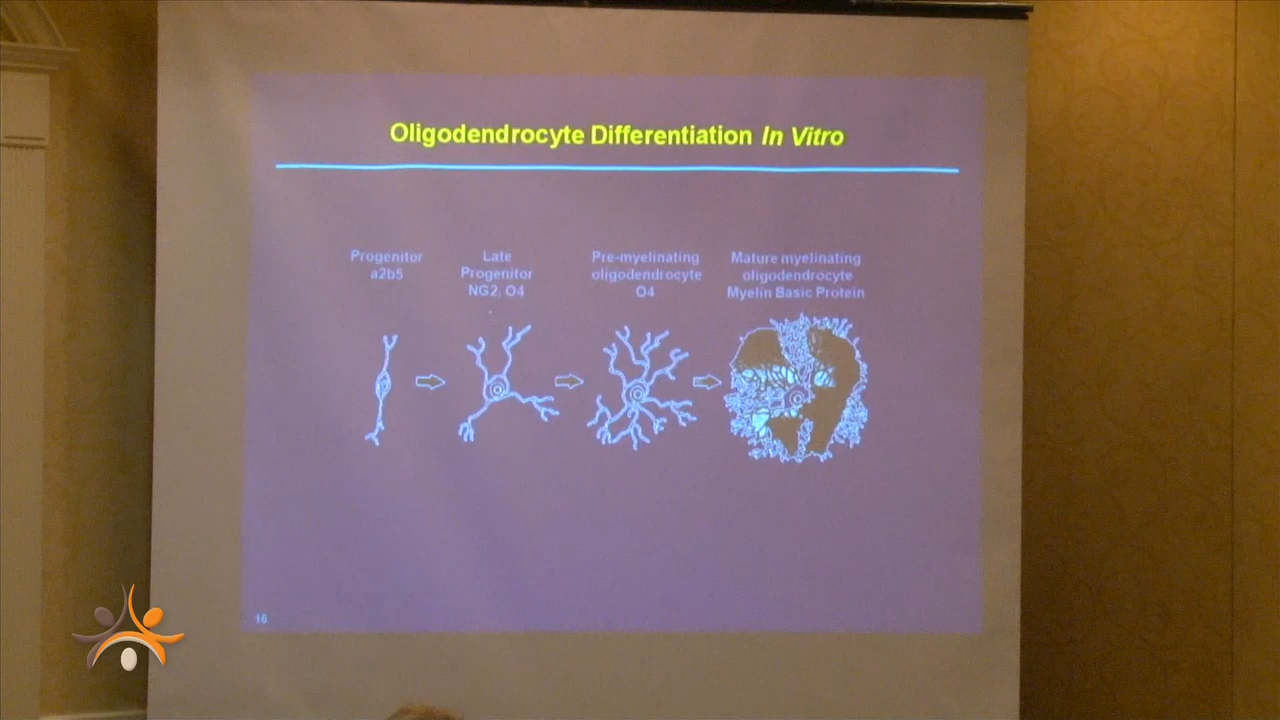 Oligodendrocyte Differentiation In Vitro
Progenitor
a2b5
Late
Progenitor
NG2, O4
Pre-myelinating
oligodendrocyte
O4
Mature myelinating
oligodendrocyte
Myelin Basic Protein
16